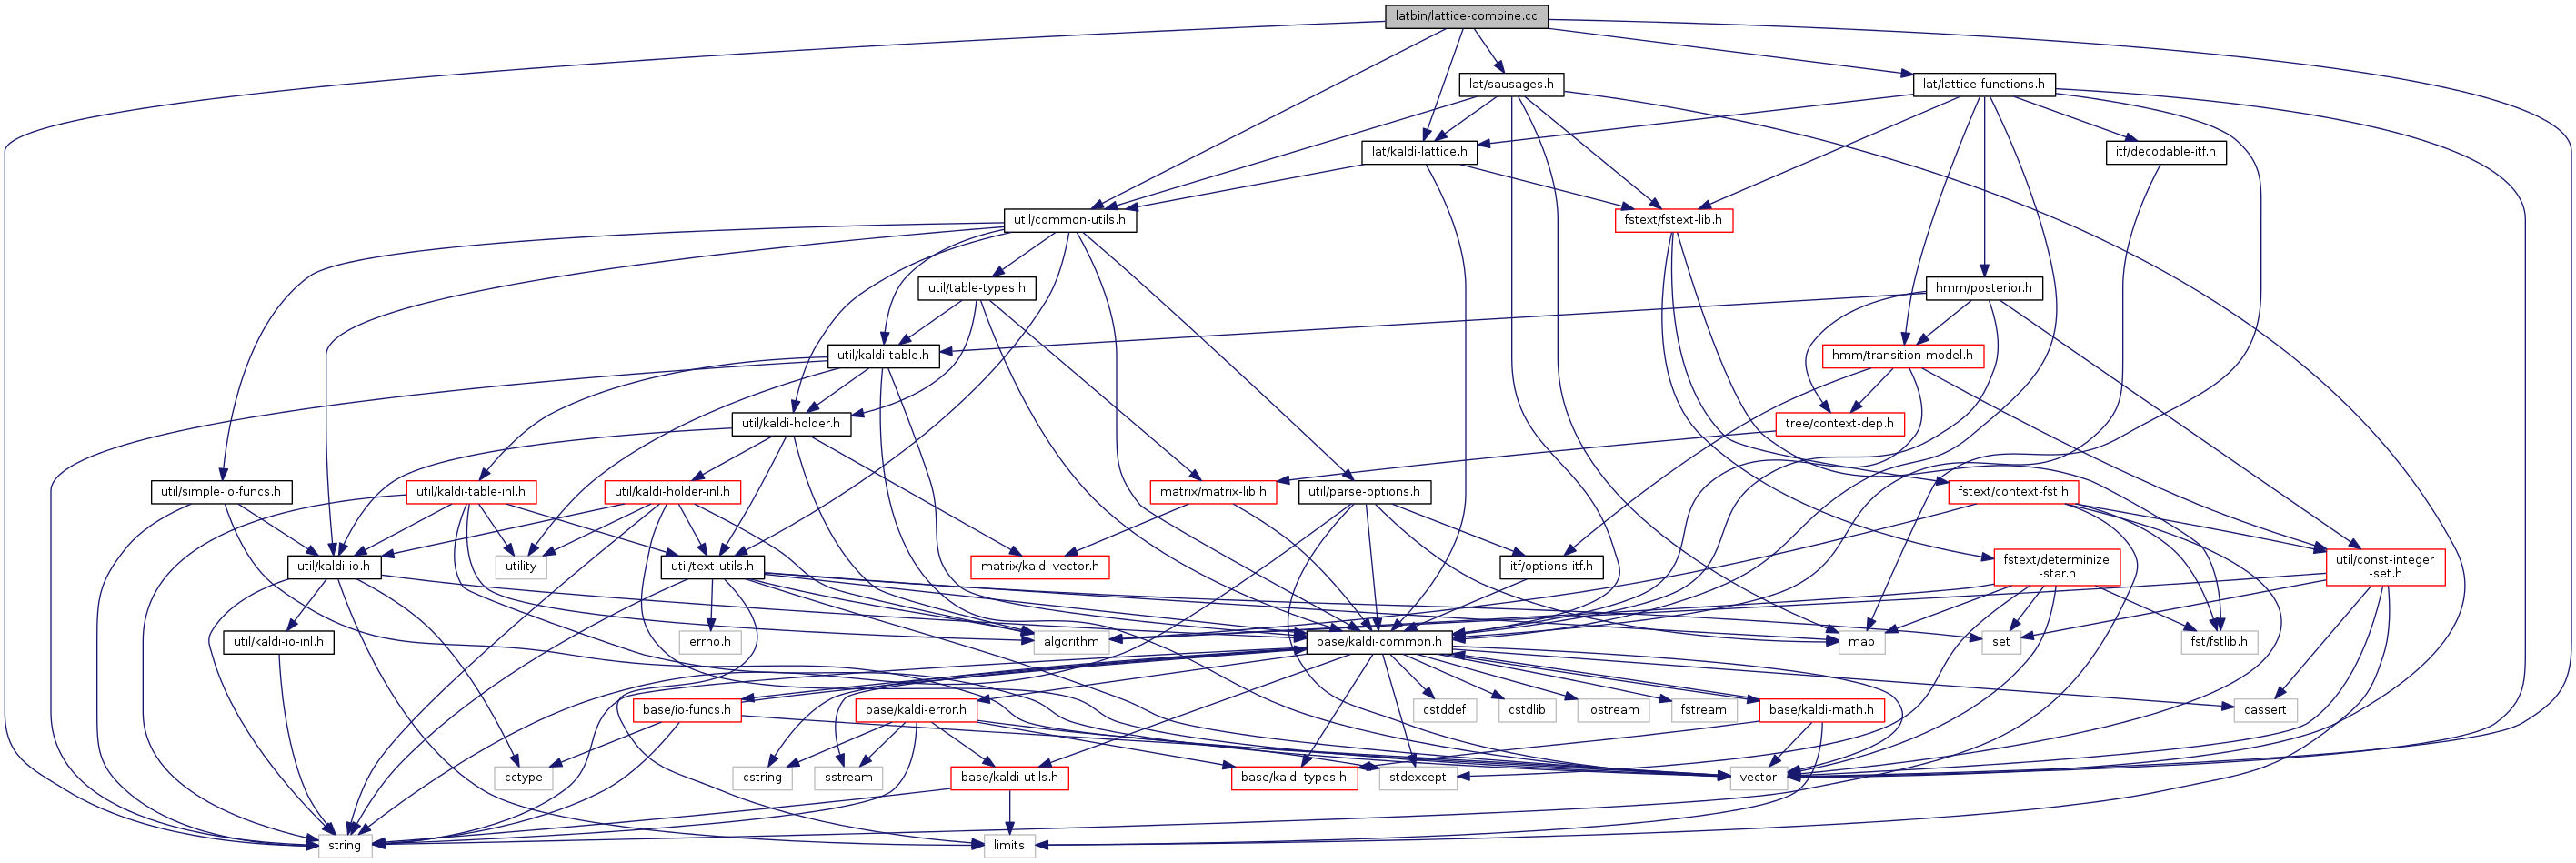 latbin/lattice-combine.cc
lat/sausages.h
lat/lattice-functions.h
lat/kaldi-lattice.h
itf/decodable-itf.h
util/common-utils.h
fstext/fstext-lib.h
util/table-types.h
hmm/posterior.h
util/kaldi-table.h
hmm/transition-model.h
util/kaldi-holder.h
tree/context-dep.h
util/simple-io-funcs.h
util/kaldi-table-inl.h
util/kaldi-holder-inl.h
matrix/matrix-lib.h
util/parse-options.h
fstext/context-fst.h
util/kaldi-io.h
utility
util/text-utils.h
matrix/kaldi-vector.h
itf/options-itf.h
fstext/determinize
-star.h
util/const-integer
-set.h
util/kaldi-io-inl.h
errno.h
algorithm
base/kaldi-common.h
map
set
fst/fstlib.h
base/io-funcs.h
base/kaldi-error.h
cstddef
cstdlib
iostream
fstream
base/kaldi-math.h
cassert
cctype
cstring
sstream
base/kaldi-utils.h
base/kaldi-types.h
stdexcept
vector
string
limits